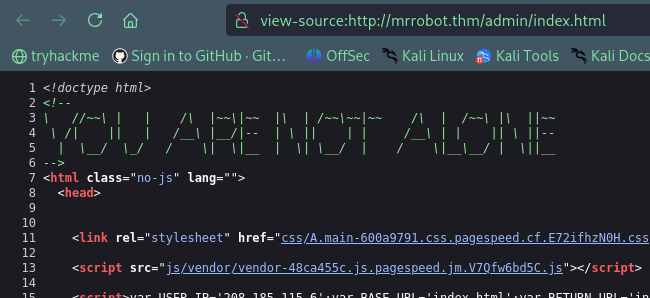 view-source:http://mrrobot.thm/admin/index.html
tryhackme Sign in to GitHub · Git… OffSec Kali Linux Kali Tools Kali Docs
1 <!doctype html>
2 <!--
3 \   //~~\ |   |    /\  |~~\|~~  |\  | /~~\~~|~~    /\  |  /~~\ |\  ||~~
4  \ /|    ||   |   /__\ |__/|--  | \ ||    | |     /__\ | |    || \ ||--
5   |  \__/  \_/   /    \|  \|__  |  \| \__/  |    /    \|__\__/ |  \||__
6 -->
7 <html class="no-js" lang="">
8 <head>
9
10
11 <link rel="stylesheet" href="css/A.main-600a9791.css.pagespeed.cf.E72ifhzN0H.css
12
13 <script src="js/vendor/vendor-48ca455c.js.pagespeed.jm.V7Qfw6bd5C.js"></script>
14
15 <script>var USER_IP='208.185.115.6';var BASE_URL='index.html';var RETURN_URL='in